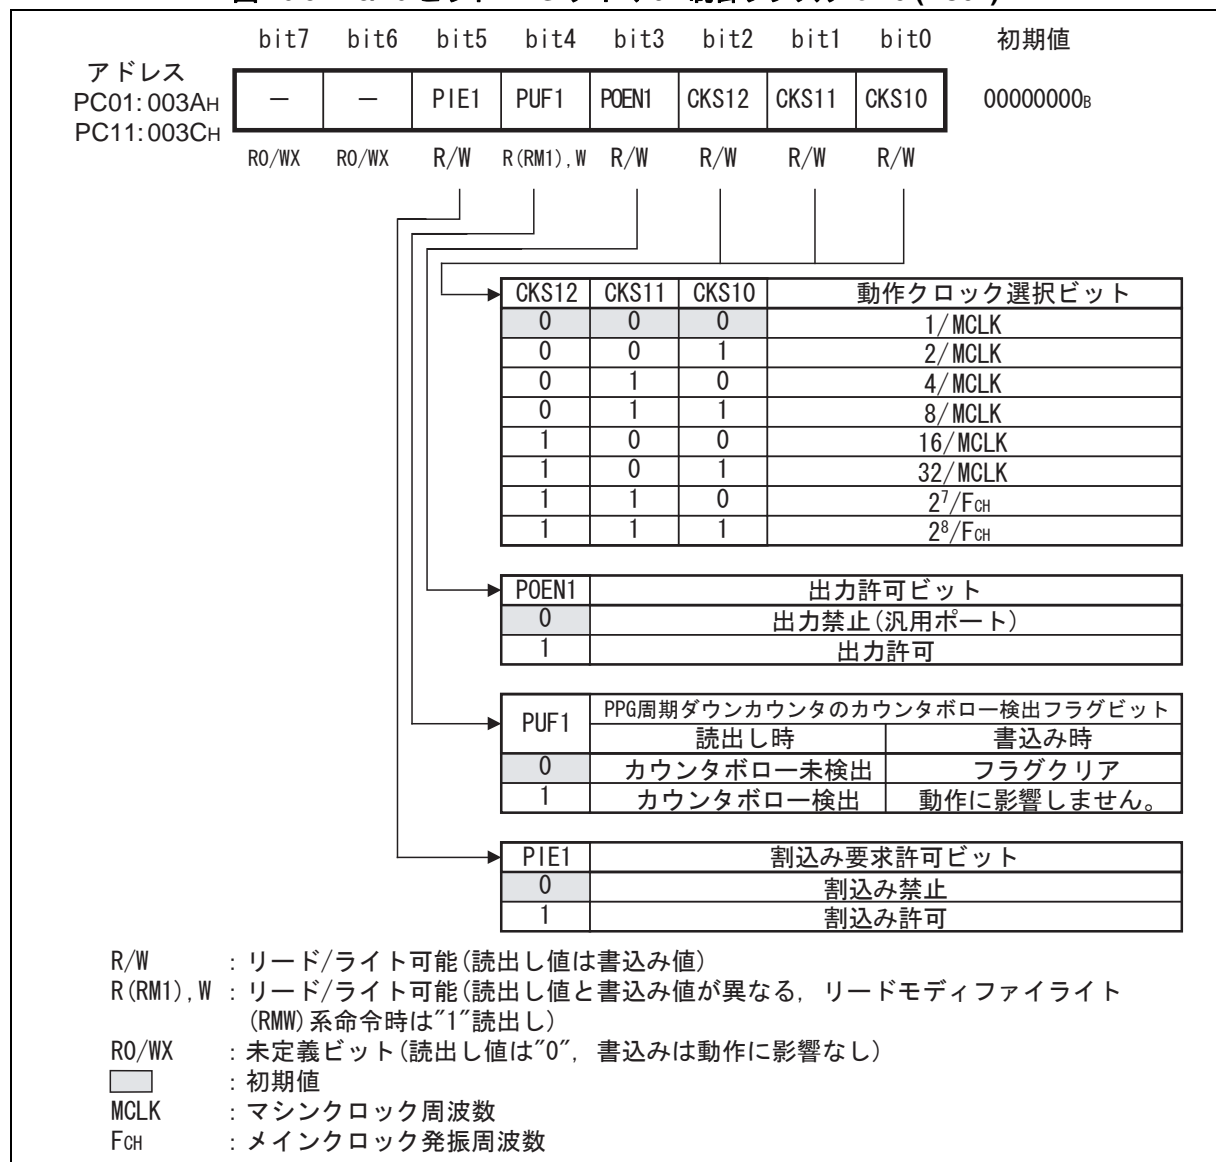 bit7 bit6 bit5 bit4 bit3 bit2 bit1 bit0 初期値
アドレス
PC01:003AH
PC11:003CH
— — PIE1 PUF1 POEN1 CKS12 CKS11 CKS10 00000000B
R0/WX R0/WX R/W R(RM1),W R/W R/W R/W R/W
CKS12 CKS11 CKS10 動作クロック選択ビット
0 0 0 1/MCLK
0 0 1 2/MCLK
0 1 0 4/MCLK
0 1 1 8/MCLK
1 0 0 16/MCLK
1 0 1 32/MCLK
1 1 0 2⁷/FCH
1 1 1 2⁸/FCH
POEN1 出力許可ビット
0 出力禁止(汎用ポート)
1 出力許可
PUF1 PPG周期ダウンカウンタのカウンタボロー検出フラグビット
読出し時 書込み時
0 カウンタボロー未検出 フラグクリア
1 カウンタボロー検出 動作に影響しません。
PIE1 割込み要求許可ビット
0 割込み禁止
1 割込み許可
R/W :リード/ライト可能(読出し値は書込み値)
R(RM1),W :リード/ライト可能(読出し値と書込み値が異なる, リードモディファイライト
(RMW)系命令時は"1"読出し)
R0/WX :未定義ビット(読出し値は"0", 書込みは動作に影響なし)
:初期値
MCLK :マシンクロック周波数
FCH :メインクロック発振周波数